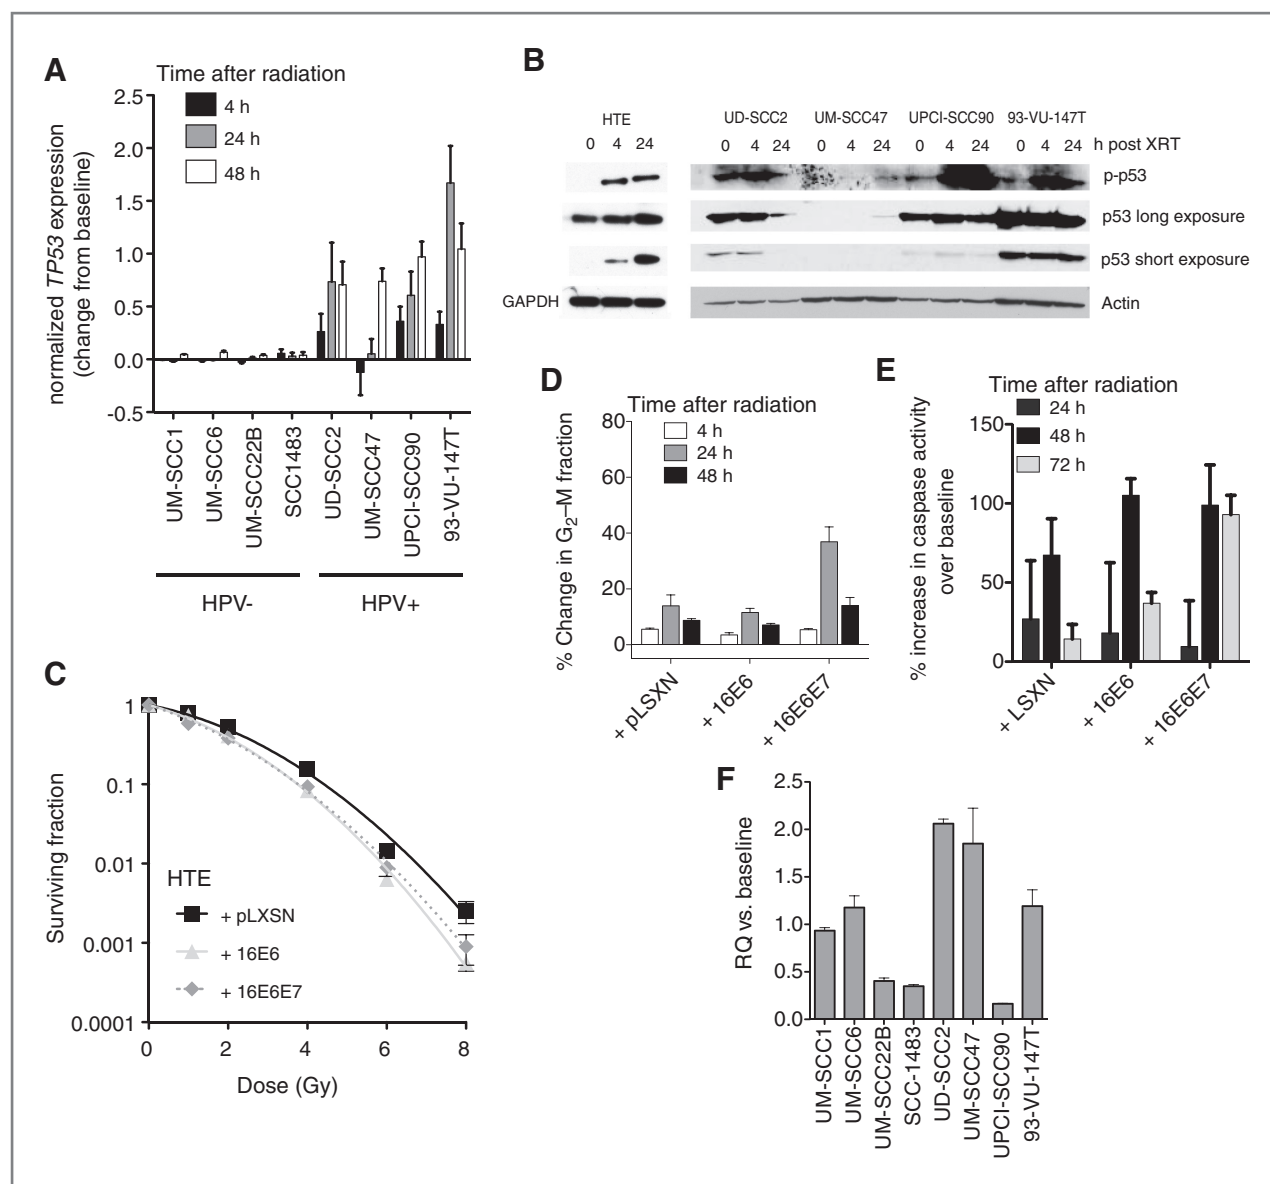 A
Time after radiation
4 h
24 h
48 h
normalized TP53 expression
(change from baseline)
2.5
2.0
1.5
1.0
0.5
0.0
-0.5
UM-SCC1
UM-SCC6
UM-SCC22B
SCC1483
UD-SCC2
UM-SCC47
UPCI-SCC90
93-VU-147T
HPV-
HPV+
B
HTE
UD-SCC2 UM-SCC47 UPCI-SCC90 93-VU-147T
0 4 24 0 4 24 0 4 24 0 4 24 0 4 24 h post XRT
p-p53
p53 long exposure
p53 short exposure
GAPDH
Actin
C
Surviving fraction
1
0.1
0.01
0.001
0.0001
HTE
+ pLXSN
+ 16E6
+ 16E6E7
0 2 4 6 8
Dose (Gy)
D
Time after radiation
4 h
24 h
48 h
% Change in G2–M fraction
80
60
40
20
0
+ pLSXN
+ 16E6
+ 16E6E7
E
Time after radiation
24 h
48 h
72 h
% increase in caspase activity
over baseline
150
100
50
0
+ LSXN
+ 16E6
+ 16E6E7
F
RQ vs. baseline
2.5
2.0
1.5
1.0
0.5
0.0
UM-SCC1
UM-SCC6
UM-SCC22B
SCC-1483
UD-SCC2
UM-SCC47
UPCI-SCC90
93-VU-147T